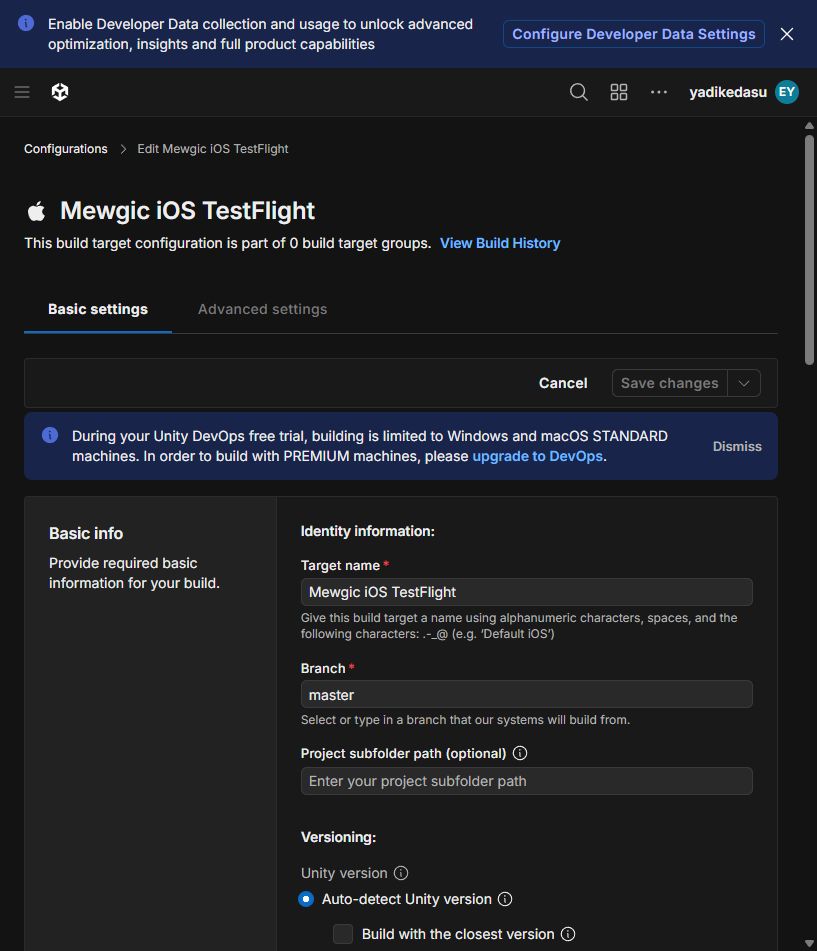 Enable Developer Data collection and usage to unlock advanced
optimization, insights and full product capabilities
Configure Developer Data Settings
yadikedasu EY
Configurations > Edit Mewgic iOS TestFlight
Mewgic iOS TestFlight
This build target configuration is part of 0 build target groups. View Build History
Basic settings Advanced settings
Cancel Save changes
During your Unity DevOps free trial, building is limited to Windows and macOS STANDARD
machines. In order to build with PREMIUM machines, please upgrade to DevOps.
Dismiss
Basic info
Provide required basic
information for your build.
Identity information:
Target name *
Mewgic iOS TestFlight
Give this build target a name using alphanumeric characters, spaces, and the
following characters: .-_@ (e.g. ‘Default iOS’)
Branch *
master
Select or type in a branch that our systems will build from.
Project subfolder path (optional)
Enter your project subfolder path
Versioning:
Unity version
Auto-detect Unity version
Build with the closest version